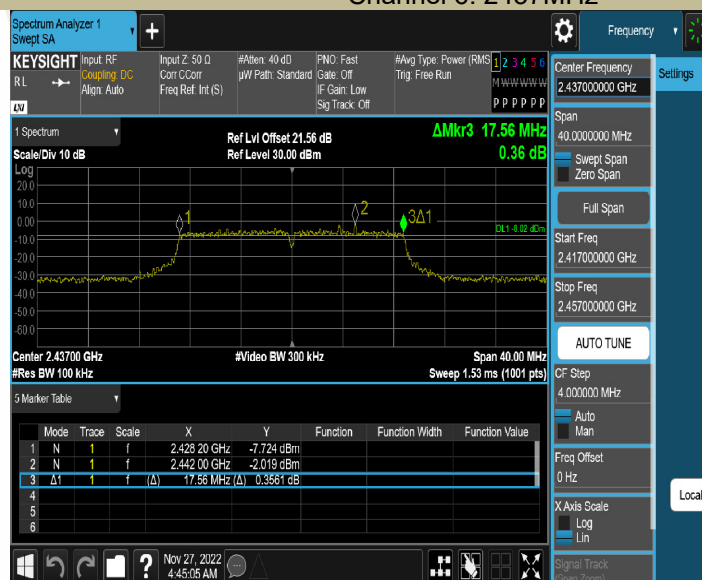 Channel 6: 2437MHz
Spectrum Analyzer 1
Swept SA
+
Frequency
KEYSIGHT
RL
LXI
Input: RF
Coupling: DC
Align: Auto
Input Z: 50 Ω
Corr CCorr
Freq Ref: Int (S)
#Atten: 40 dB
µW Path: Standard
PNO: Fast
Gate: Off
IF Gain: Low
Sig Track: Off
#Avg Type: Power (RMS
Trig: Free Run
1 2 3 4 5 6
M W W W W W
P P P P P P
Center Frequency
2.437000000 GHz
Settings
Span
40.0000000 MHz
Swept Span
Zero Span
Full Span
Start Freq
2.417000000 GHz
Stop Freq
2.457000000 GHz
AUTO TUNE
CF Step
4.000000 MHz
Auto
Man
Freq Offset
0 Hz
Local
X Axis Scale
Log
Lin
Signal Track
(Span Zoom)
1 Spectrum
Scale/Div 10 dB
Log
Ref Lvl Offset 21.56 dB
Ref Level 30.00 dBm
ΔMkr3 17.56 MHz
0.36 dB
20.0
10.0
0.00
-10.0
-20.0
-30.0
-40.0
-50.0
-60.0
1
2
3Δ1
DL1 -8.02 dBm
Center 2.43700 GHz
#Res BW 100 kHz
#Video BW 300 kHz
Span 40.00 MHz
Sweep 1.53 ms (1001 pts)
5 Marker Table
Mode Trace Scale X Y Function Function Width Function Value
1 N 1 f 2.428 20 GHz -7.724 dBm
2 N 1 f 2.442 00 GHz -2.019 dBm
3 Δ1 1 f (Δ) 17.56 MHz (Δ) 0.3561 dB
4
5
6
?
Nov 27, 2022
4:45:05 AM